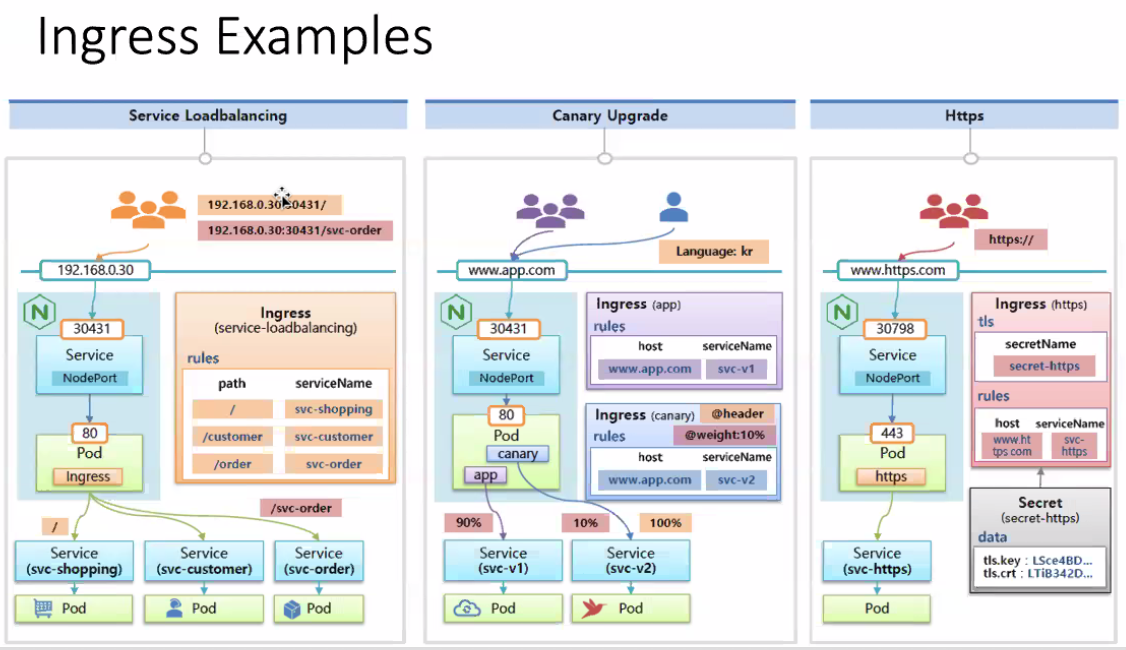 Ingress Examples
Service Loadbalancing
192.168.0.30:30431/
192.168.0.30:30431/svc-order
192.168.0.30
N
30431
Service
NodePort
80
Pod
Ingress
Ingress
(service-loadbalancing)
rules
path serviceName
/ svc-shopping
/customer svc-customer
/order svc-order
/
/svc-order
Service
(svc-shopping)
Service
(svc-customer)
Service
(svc-order)
Pod
Pod
Pod
Canary Upgrade
Language: kr
www.app.com
N
30431
Service
NodePort
80
Pod
canary
app
Ingress (app)
rules
host serviceName
www.app.com svc-v1
Ingress (canary) @header
rules @weight:10%
host serviceName
www.app.com svc-v2
90%
10%
100%
Service
(svc-v1)
Service
(svc-v2)
Pod
Pod
Https
https://
www.https.com
N
30798
Service
NodePort
443
Pod
https
Ingress (https)
tls
secretName
secret-https
rules
host serviceName
www.ht
tps.com
svc-
https
Secret
(secret-https)
data
tls.key : LSce4BD...
tls.crt : LTiB342D...
Service
(svc-https)
Pod